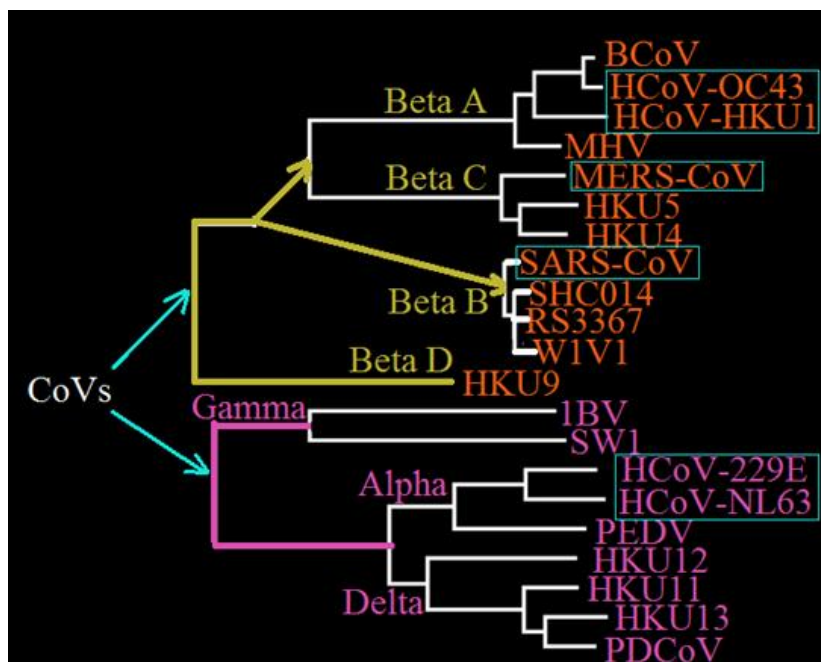 BCoV
HCoV-OC43
Beta A
HCoV-HKU1
MHV
Beta C
MERS-CoV
HKU5
HKU4
SARS-CoV
Beta B
SHC014
RS3367
W1V1
Beta D
HKU9
CoVs
Gamma
1BV
SW1
HCoV-229E
Alpha
HCoV-NL63
PEDV
HKU12
Delta
HKU11
HKU13
PDCoV